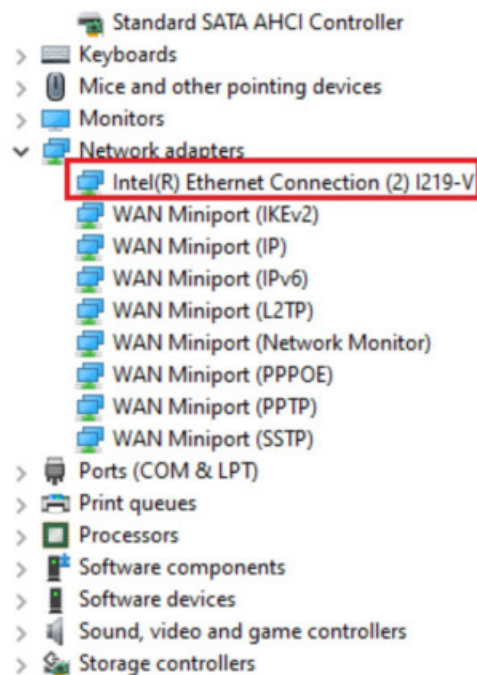 Standard SATA AHCI Controller
Keyboards
Mice and other pointing devices
Monitors
Network adapters
Intel(R) Ethernet Connection (2) I219-V
WAN Miniport (IKEv2)
WAN Miniport (IP)
WAN Miniport (IPv6)
WAN Miniport (L2TP)
WAN Miniport (Network Monitor)
WAN Miniport (PPPOE)
WAN Miniport (PPTP)
WAN Miniport (SSTP)
Ports (COM & LPT)
Print queues
Processors
Software components
Software devices
Sound, video and game controllers
Storage controllers